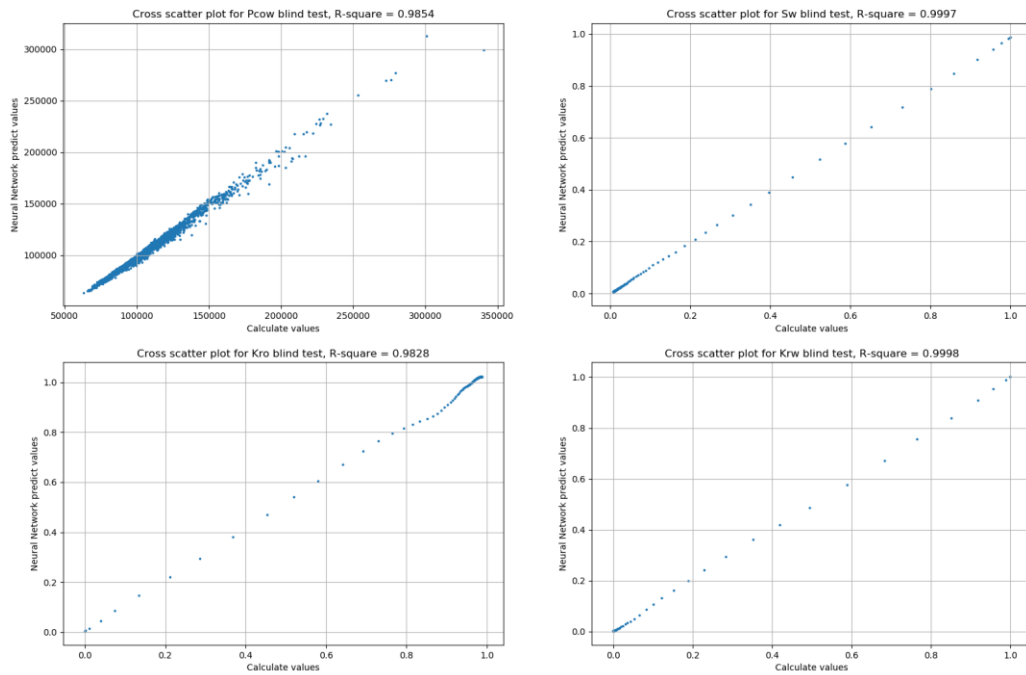 Cross scatter plot for Pcow blind test, R-square = 0.9854
Neural Network predict values
300000
250000
200000
150000
100000
50000 100000 150000 200000 250000 300000 350000
Calculate values
Cross scatter plot for Sw blind test, R-square = 0.9997
Neural Network predict values
1.0
0.8
0.6
0.4
0.2
0.0
0.0 0.2 0.4 0.6 0.8 1.0
Calculate values
Cross scatter plot for Kro blind test, R-square = 0.9828
Neural Network predict values
1.0
0.8
0.6
0.4
0.2
0.0
0.0 0.2 0.4 0.6 0.8 1.0
Calculate values
Cross scatter plot for Krw blind test, R-square = 0.9998
Neural Network predict values
1.0
0.8
0.6
0.4
0.2
0.0
0.0 0.2 0.4 0.6 0.8 1.0
Calculate values